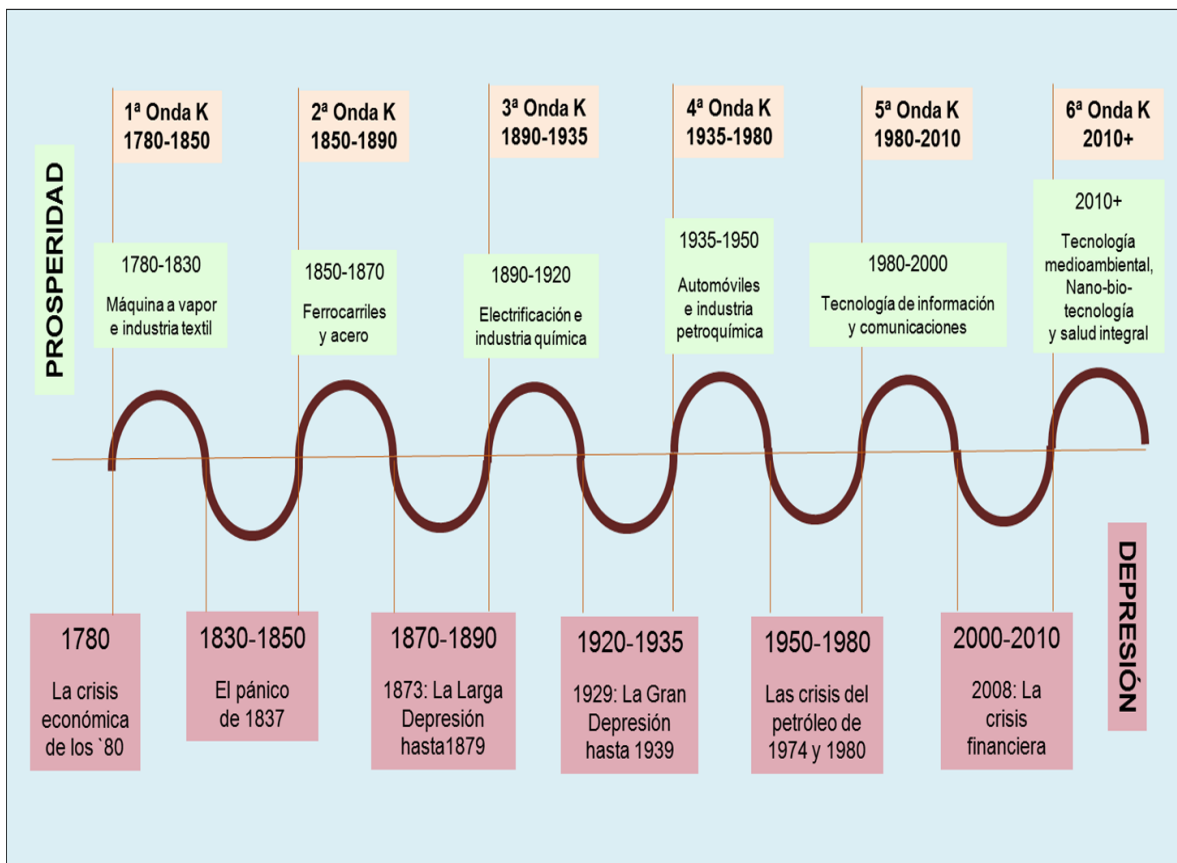 1ª Onda K
1780-1850
2ª Onda K
1850-1890
3ª Onda K
1890-1935
4ª Onda K
1935-1980
5ª Onda K
1980-2010
6ª Onda K
2010+
PROSPERIDAD
1780-1830
Máquina a vapor
e industria textil
1850-1870
Ferrocarriles
y acero
1890-1920
Electrificación e
industria química
1935-1950
Automóviles
e industria
petroquímica
1980-2000
Tecnología de información
y comunicaciones
2010+
Tecnología
medioambiental,
Nano-bio-
tecnología
y salud integral
DEPRESIÓN
1780
La crisis
económica
de los `80
1830-1850
El pánico
de 1837
1870-1890
1873: La Larga
Depresión
hasta1879
1920-1935
1929: La Gran
Depresión
hasta 1939
1950-1980
Las crisis del
petróleo de
1974 y 1980
2000-2010
2008: La
crisis
financiera